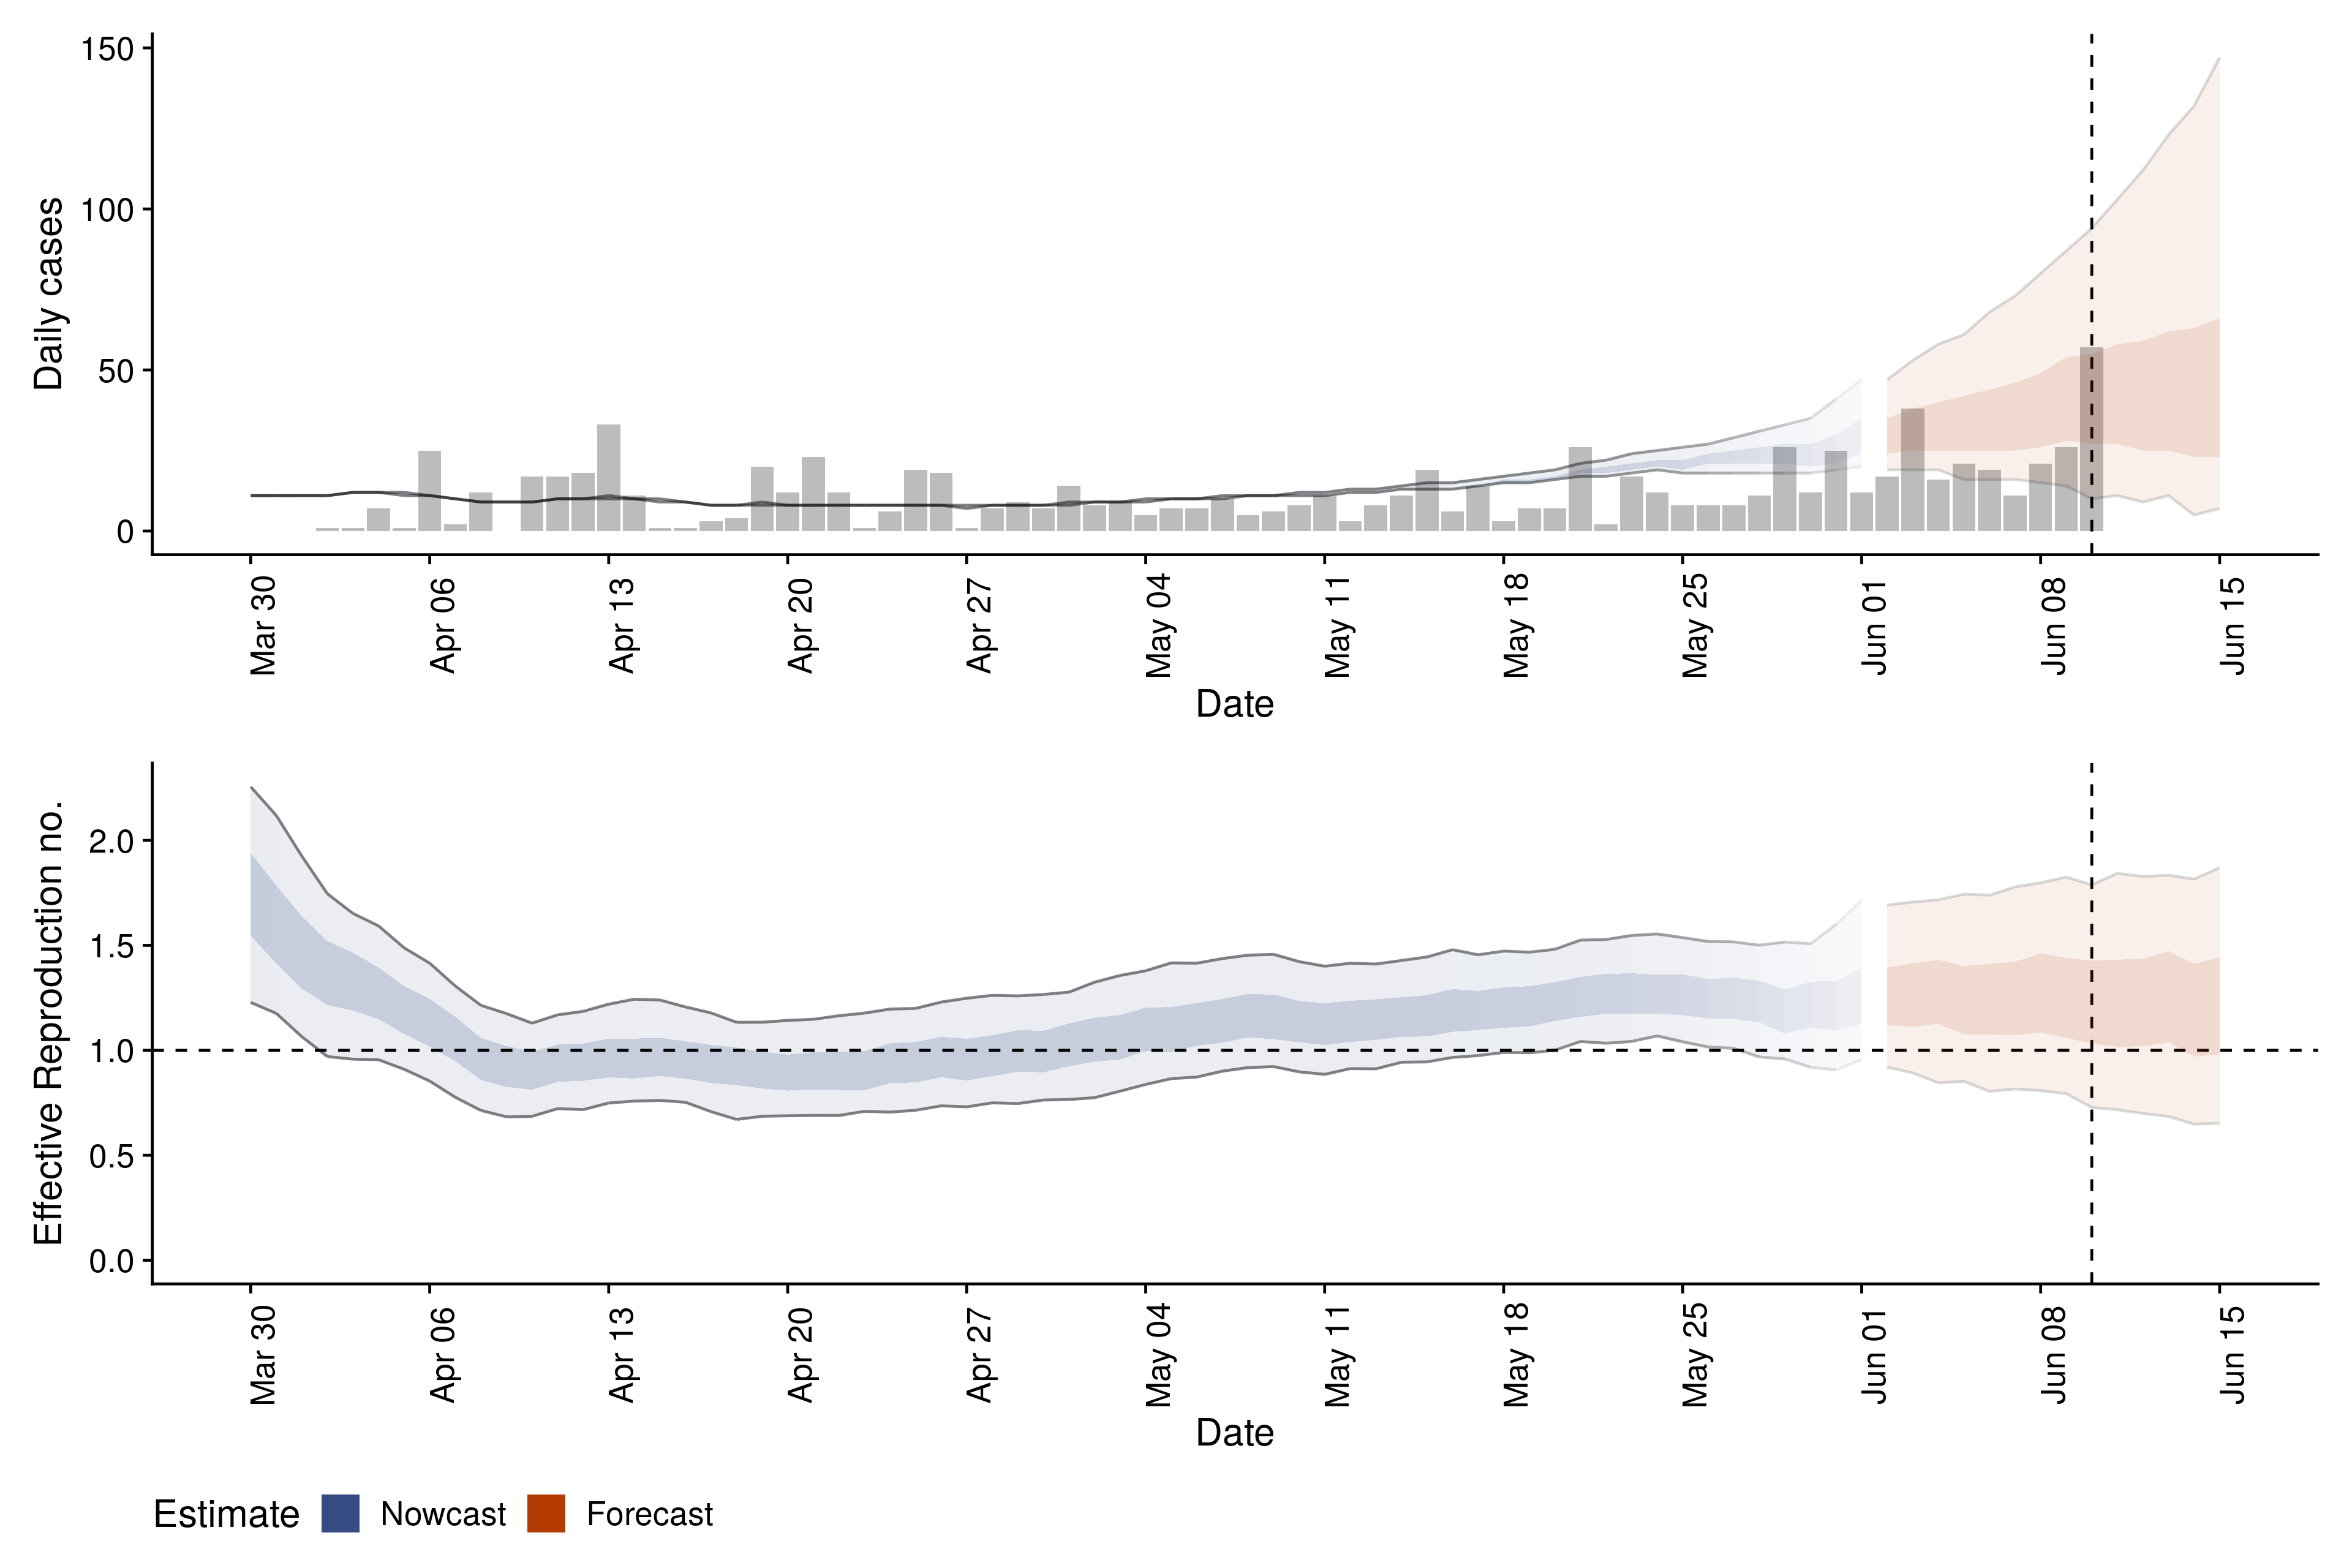 Daily cases
150
100
50
0
Mar 30
Apr 06
Apr 13
Apr 20
Apr 27
May 04
May 11
May 18
May 25
Jun 01
Jun 08
Jun 15
Date
Effective Reproduction no.
2.0
1.5
1.0
0.5
0.0
Mar 30
Apr 06
Apr 13
Apr 20
Apr 27
May 04
May 11
May 18
May 25
Jun 01
Jun 08
Jun 15
Date
Estimate Nowcast Forecast